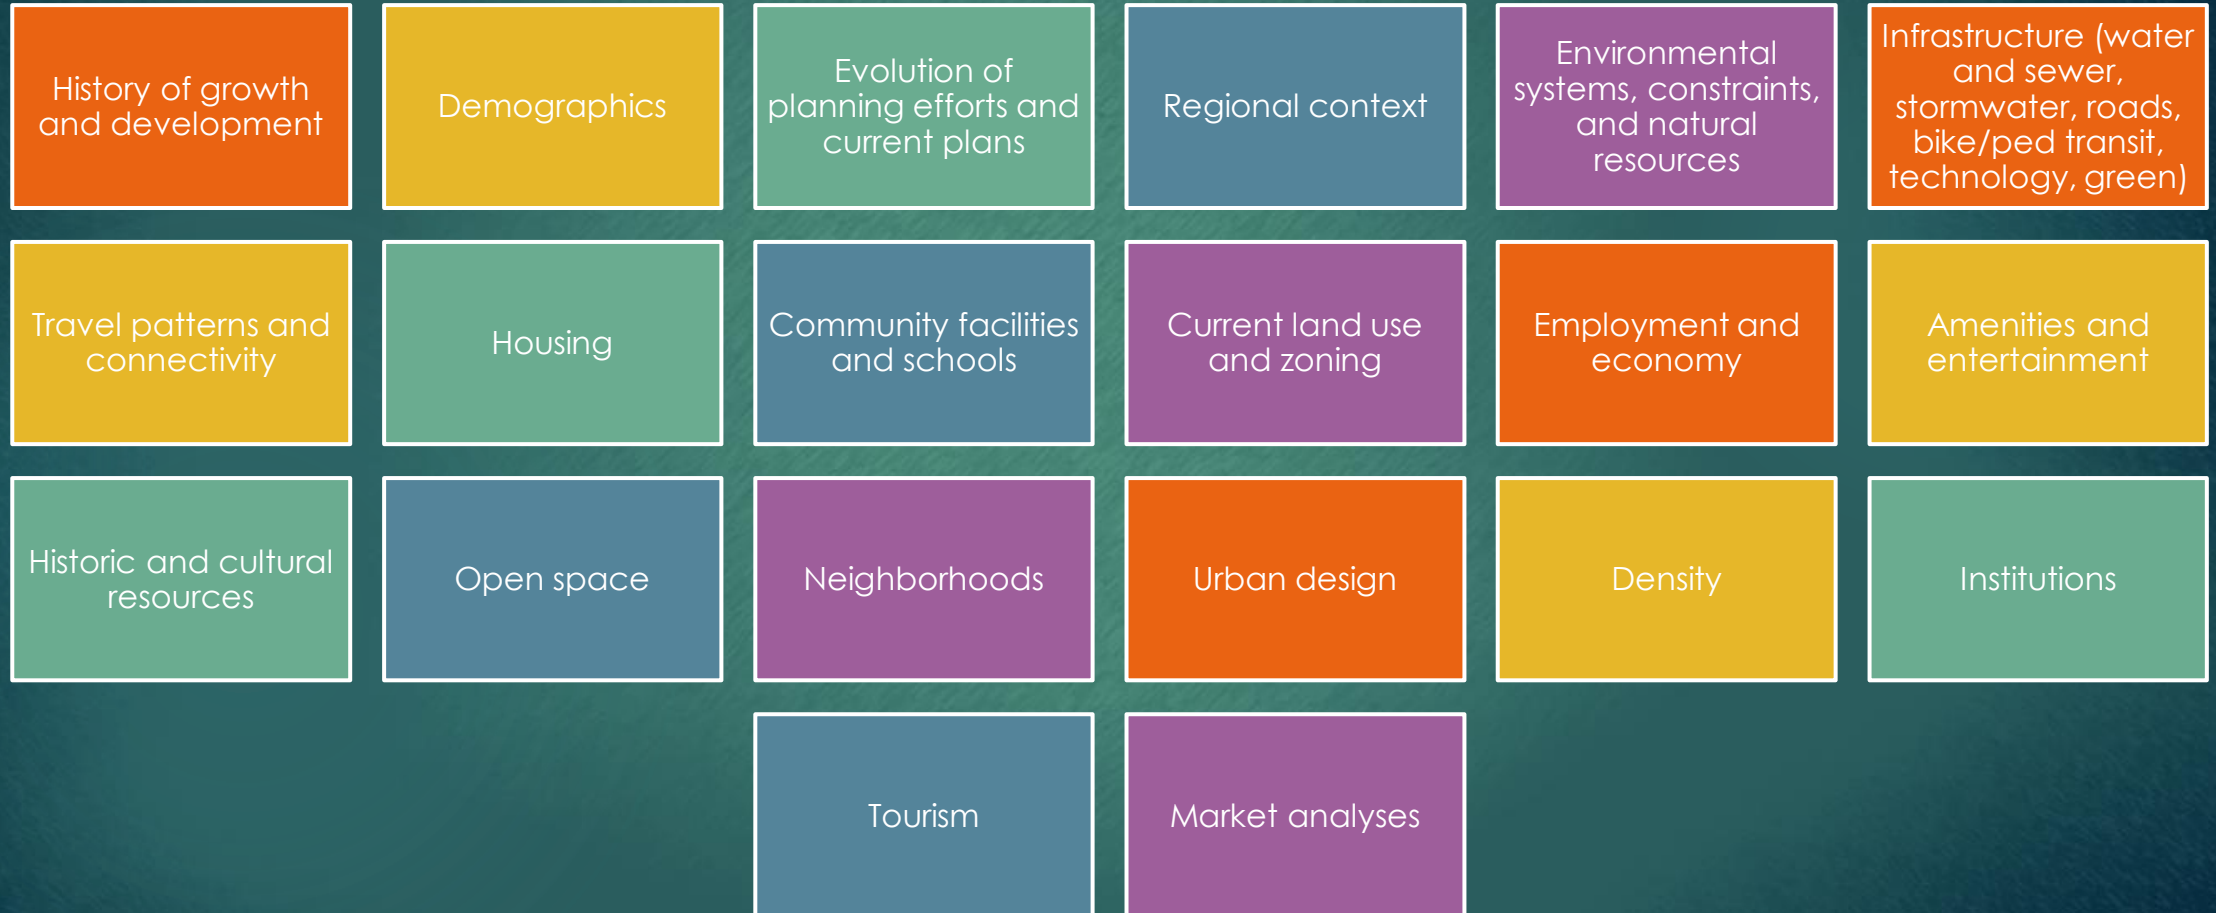 History of growth
and development
Demographics
Evolution of
planning efforts and
current plans
Regional context
Environmental
systems, constraints,
and natural
resources
Infrastructure (water
and sewer,
stormwater, roads,
bike/ped transit,
technology, green)
Travel patterns and
connectivity
Housing
Community facilities
and schools
Current land use
and zoning
Employment and
economy
Amenities and
entertainment
Historic and cultural
resources
Open space
Neighborhoods
Urban design
Density
Institutions
Tourism
Market analyses